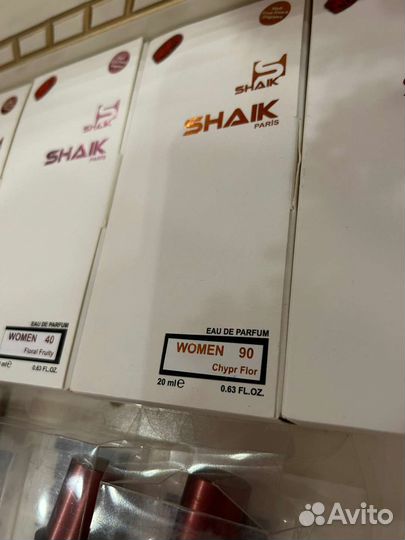 SHAIK
SHAIK
PARIS
SHAIK
PARIS
EAU DE PARFUM
WOMEN 40
Floral Fruity
0.63 FL.OZ.
EAU DE PARFUM
WOMEN 90
Chypr Flor
20 ml℮
0.63 FL.OZ.
Avito